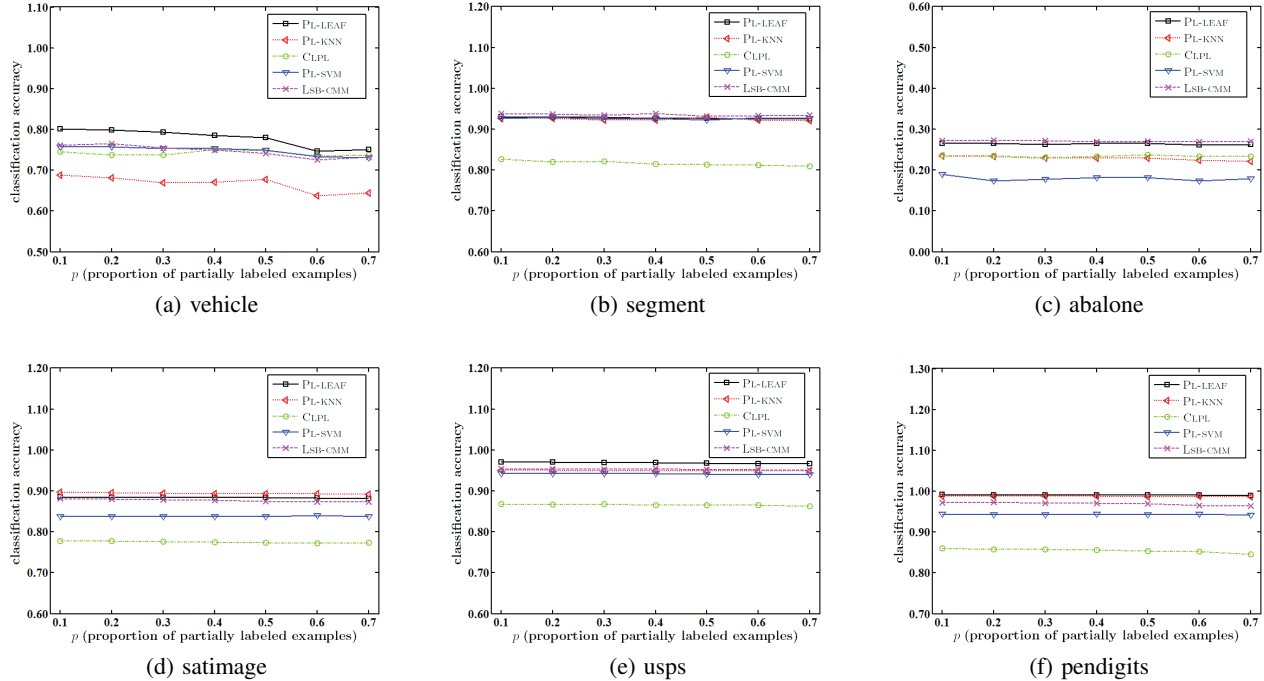 1.10
1.00
0.90
0.80
0.70
0.60
0.50
classification accuracy
PL-LEAF
PL-KNN
CLPL
PL-SVM
LSB-CMM
0.1 0.2 0.3 0.4 0.5 0.6 0.7
p (proportion of partially labeled examples)
(a) vehicle
1.20
1.10
1.00
0.90
0.80
0.70
0.60
classification accuracy
PL-LEAF
PL-KNN
CLPL
PL-SVM
LSB-CMM
0.1 0.2 0.3 0.4 0.5 0.6 0.7
p (proportion of partially labeled examples)
(b) segment
0.60
0.50
0.40
0.30
0.20
0.10
0.00
classification accuracy
PL-LEAF
PL-KNN
CLPL
PL-SVM
LSB-CMM
0.1 0.2 0.3 0.4 0.5 0.6 0.7
p (proportion of partially labeled examples)
(c) abalone
1.20
1.10
1.00
0.90
0.80
0.70
0.60
classification accuracy
PL-LEAF
PL-KNN
CLPL
PL-SVM
LSB-CMM
0.1 0.2 0.3 0.4 0.5 0.6 0.7
p (proportion of partially labeled examples)
(d) satimage
1.20
1.10
1.00
0.90
0.80
0.70
0.60
classification accuracy
PL-LEAF
PL-KNN
CLPL
PL-SVM
LSB-CMM
0.1 0.2 0.3 0.4 0.5 0.6 0.7
p (proportion of partially labeled examples)
(e) usps
1.30
1.20
1.10
1.00
0.90
0.80
0.70
classification accuracy
PL-LEAF
PL-KNN
CLPL
PL-SVM
LSB-CMM
0.1 0.2 0.3 0.4 0.5 0.6 0.7
p (proportion of partially labeled examples)
(f) pendigits